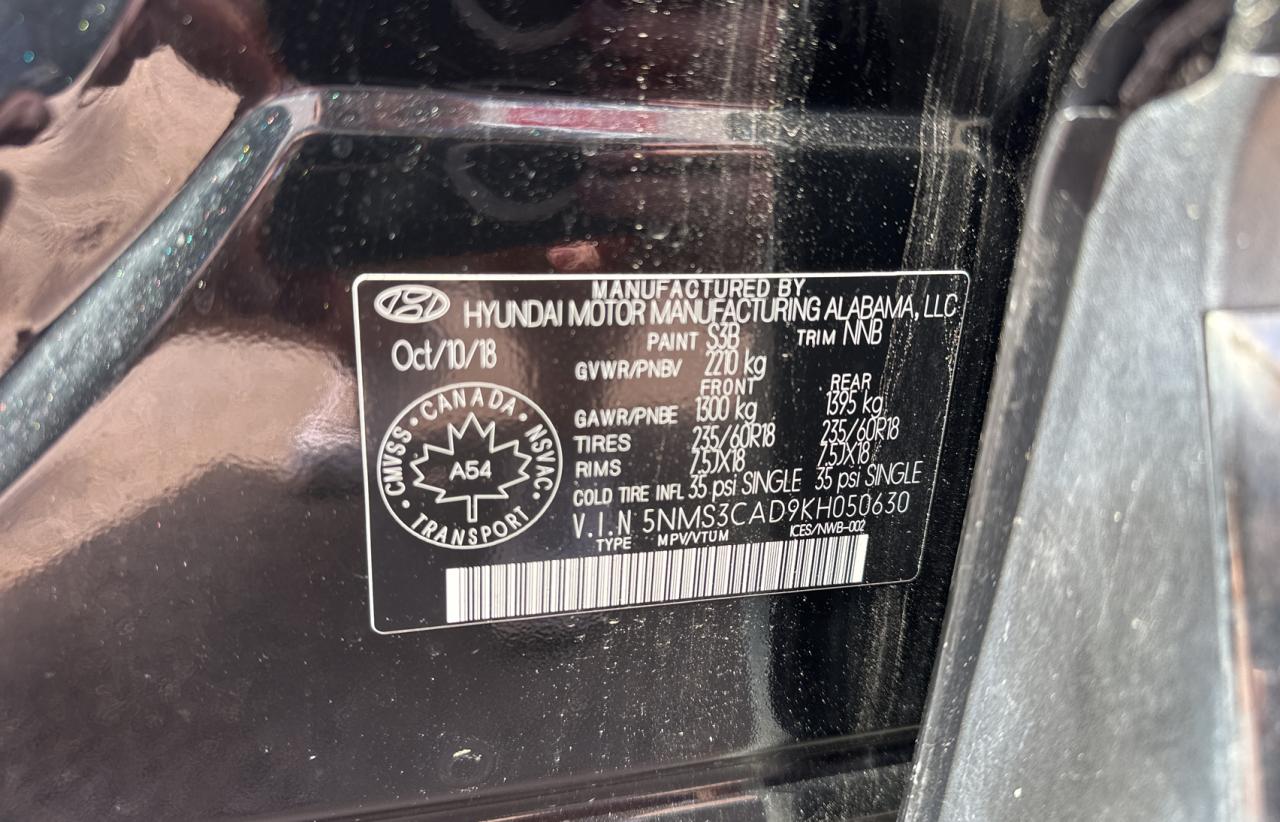 MANUFACTURED BY
HYUNDAI MOTOR MANUFACTURING ALABAMA, LLC
Oct/10/18
PAINT S3B TRIM NNB
GVWR/PNBV 2210 kg
FRONT REAR
GAWR/PNBE 1300 kg 1395 kg
TIRES 235/60R18 235/60R18
RIMS 7.5JX18 7.5JX18
COLD TIRE INFL 35 psi SINGLE 35 psi SINGLE
V.I.N 5NMS3CAD9KH050630
TYPE MPV/VTUM ICES/NWB-002
CMVSS • CANADA • NSVAC • TRANSPORT •
A54